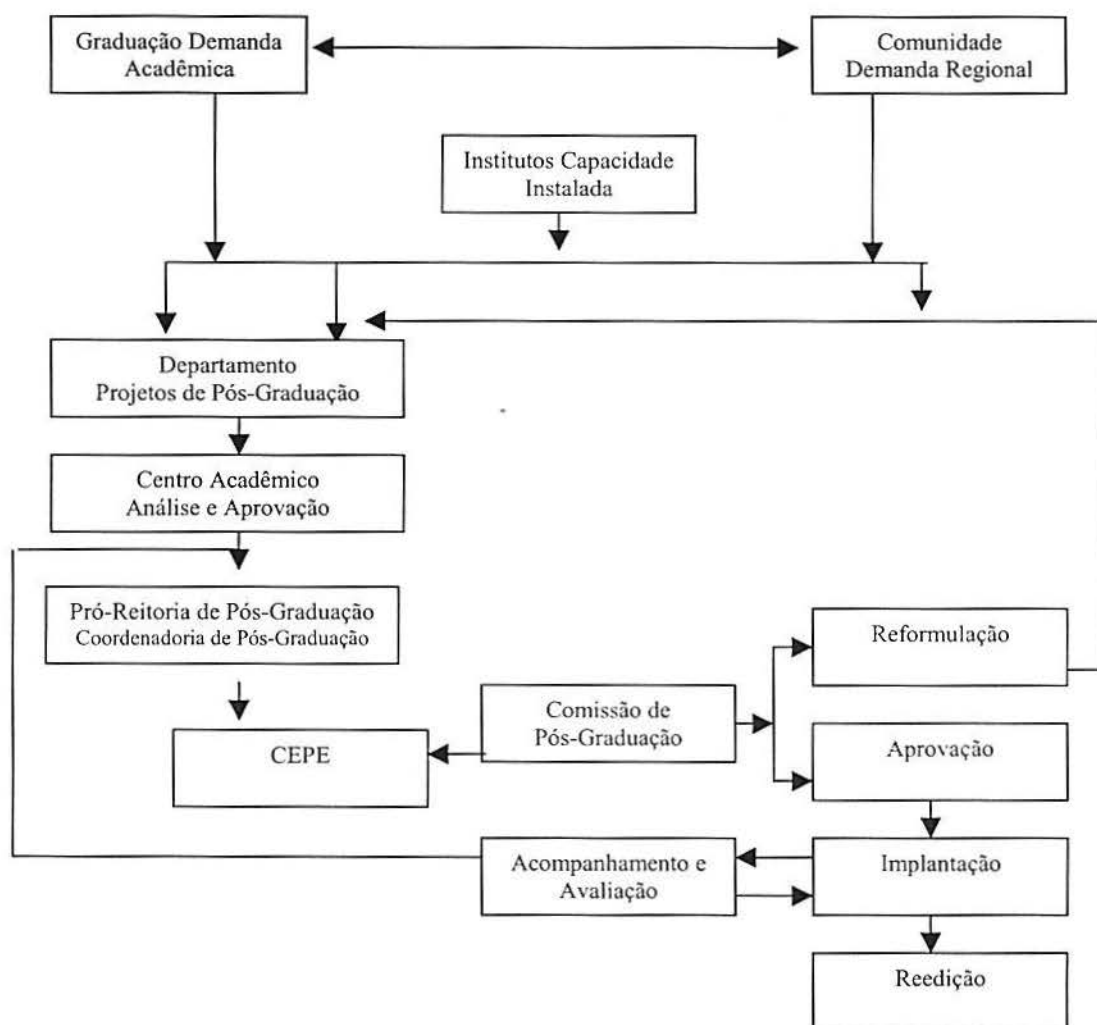 Graduação Demanda
Acadêmica
Comunidade
Demanda Regional
Institutos Capacidade
Instalada
Departamento
Projetos de Pós-Graduação
Centro Acadêmico
Análise e Aprovação
Pró-Reitoria de Pós-Graduação
Coordenadoria de Pós-Graduação
Reformulação
Comissão de
Pós-Graduação
CEPE
Aprovação
Acompanhamento e
Avaliação
Implantação
Reedição